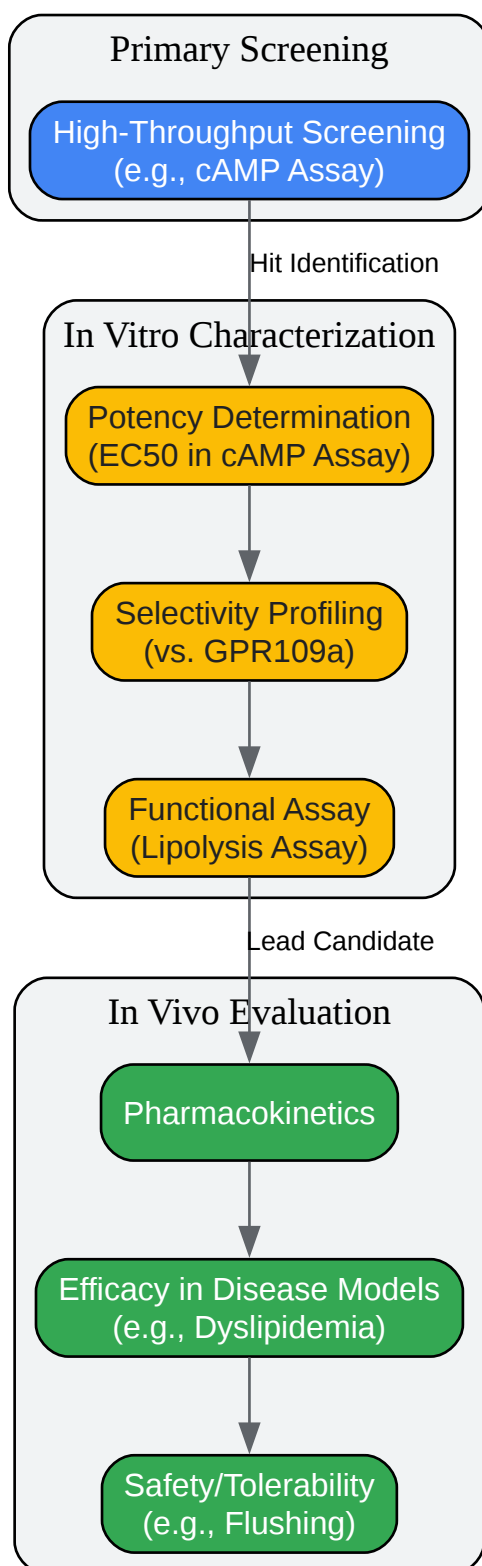 Primary Screening
High-Throughput Screening
(e.g., cAMP Assay)
Hit Identification
In Vitro Characterization
Potency Determination
(EC50 in cAMP Assay)
Selectivity Profiling
(vs. GPR109a)
Functional Assay
(Lipolysis Assay)
Lead Candidate
In Vivo Evaluation
Pharmacokinetics
Efficacy in Disease Models
(e.g., Dyslipidemia)
Safety/Tolerability
(e.g., Flushing)